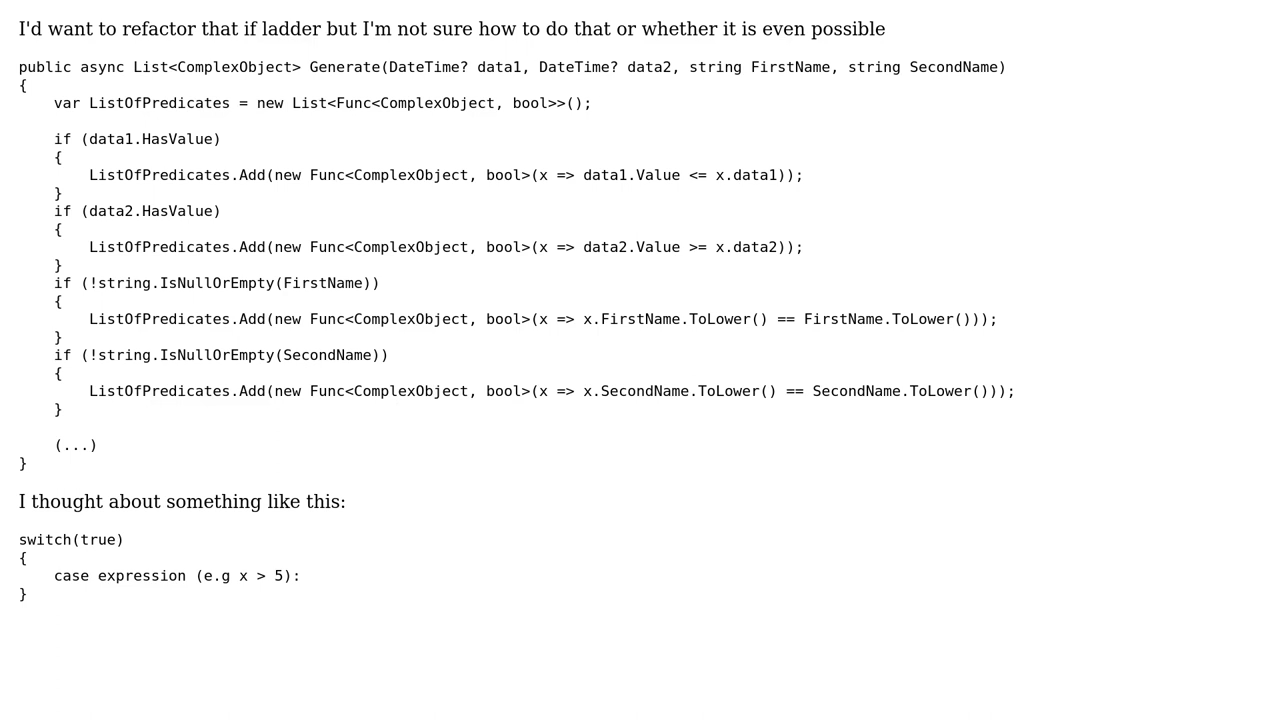 I'd want to refactor that if ladder but I'm not sure how to do that or whether it is even possible
public async List<ComplexObject> Generate(DateTime? data1, DateTime? data2, string FirstName, string SecondName)
{
    var ListOfPredicates = new List<Func<ComplexObject, bool>>();

    if (data1.HasValue)
    {
        ListOfPredicates.Add(new Func<ComplexObject, bool>(x => data1.Value <= x.data1));
    }
    if (data2.HasValue)
    {
        ListOfPredicates.Add(new Func<ComplexObject, bool>(x => data2.Value >= x.data2));
    }
    if (!string.IsNullOrEmpty(FirstName))
    {
        ListOfPredicates.Add(new Func<ComplexObject, bool>(x => x.FirstName.ToLower() == FirstName.ToLower()));
    }
    if (!string.IsNullOrEmpty(SecondName))
    {
        ListOfPredicates.Add(new Func<ComplexObject, bool>(x => x.SecondName.ToLower() == SecondName.ToLower()));
    }

    (...)
}
I thought about something like this:
switch(true)
{
    case expression (e.g x > 5):
}